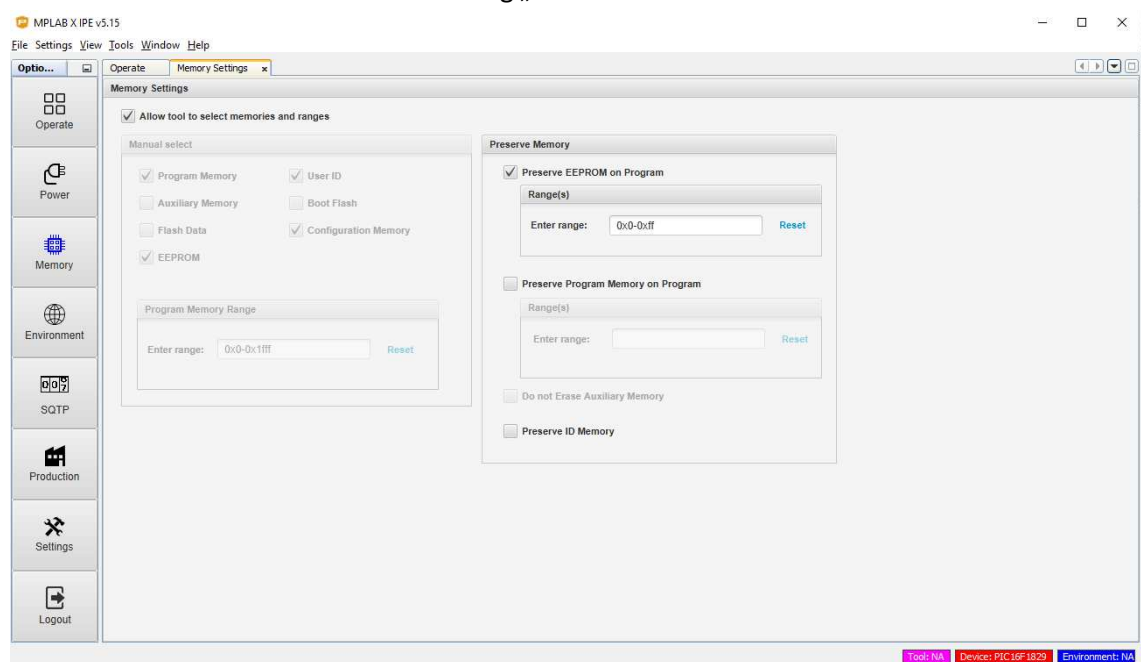 MPLAB X IPE v5.15
File Settings View Tools Window Help
Optio...
Operate Memory Settings x
Memory Settings
Operate
Power
Memory
Environment
SQTP
Production
Settings
Logout
Allow tool to select memories and ranges
Manual select
Program Memory User ID
Auxiliary Memory Boot Flash
Flash Data Configuration Memory
EEPROM
Program Memory Range
Enter range: 0x0-0x1fff Reset
Preserve Memory
Preserve EEPROM on Program
Range(s)
Enter range: 0x0-0xff Reset
Preserve Program Memory on Program
Range(s)
Enter range: Reset
Do not Erase Auxiliary Memory
Preserve ID Memory
Tool: NA Device: PIC16F1829 Environment: NA